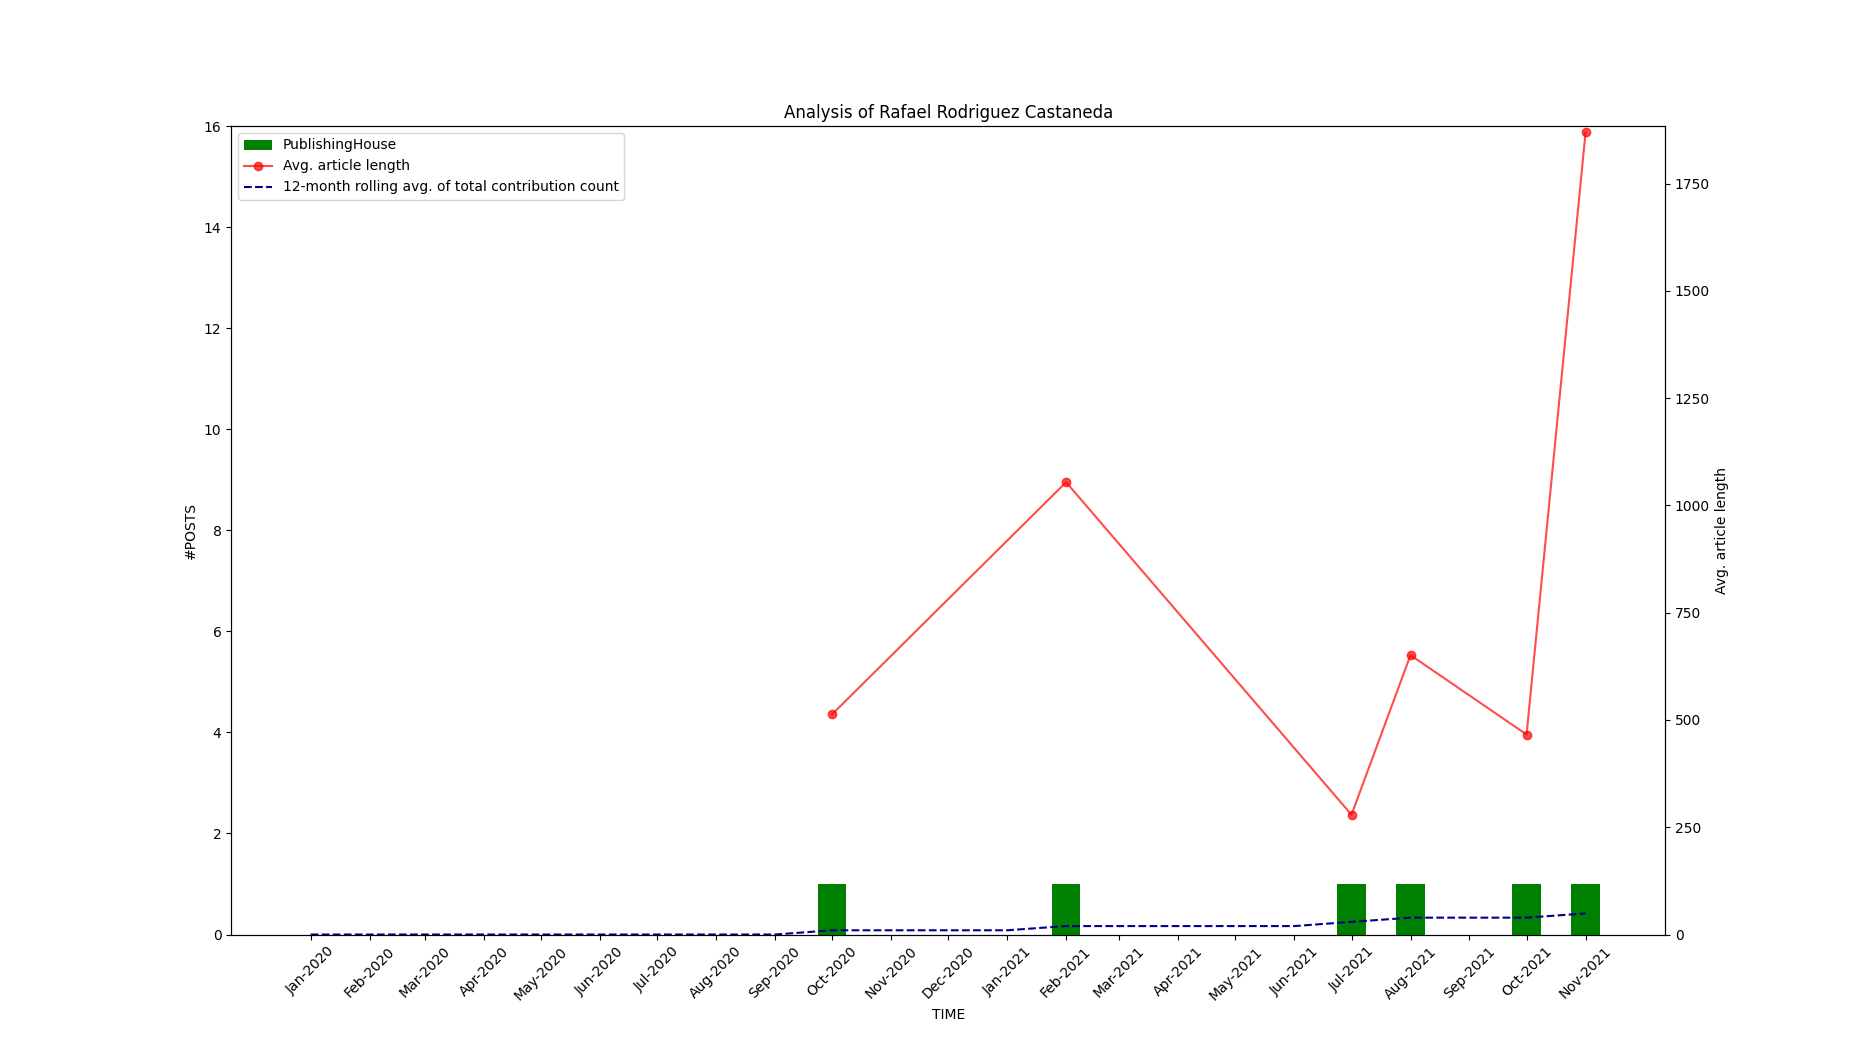 Analysis of Rafael Rodriguez Castaneda
PublishingHouse
Avg. article length
12-month rolling avg. of total contribution count
16
14
12
10
8
6
4
2
0
#POSTS
1750
1500
1250
1000
750
500
250
0
Avg. article length
Jan-2020
Feb-2020
Mar-2020
Apr-2020
May-2020
Jun-2020
Jul-2020
Aug-2020
Sep-2020
Oct-2020
Nov-2020
Dec-2020
Jan-2021
Feb-2021
Mar-2021
Apr-2021
May-2021
Jun-2021
Jul-2021
Aug-2021
Sep-2021
Oct-2021
Nov-2021
TIME